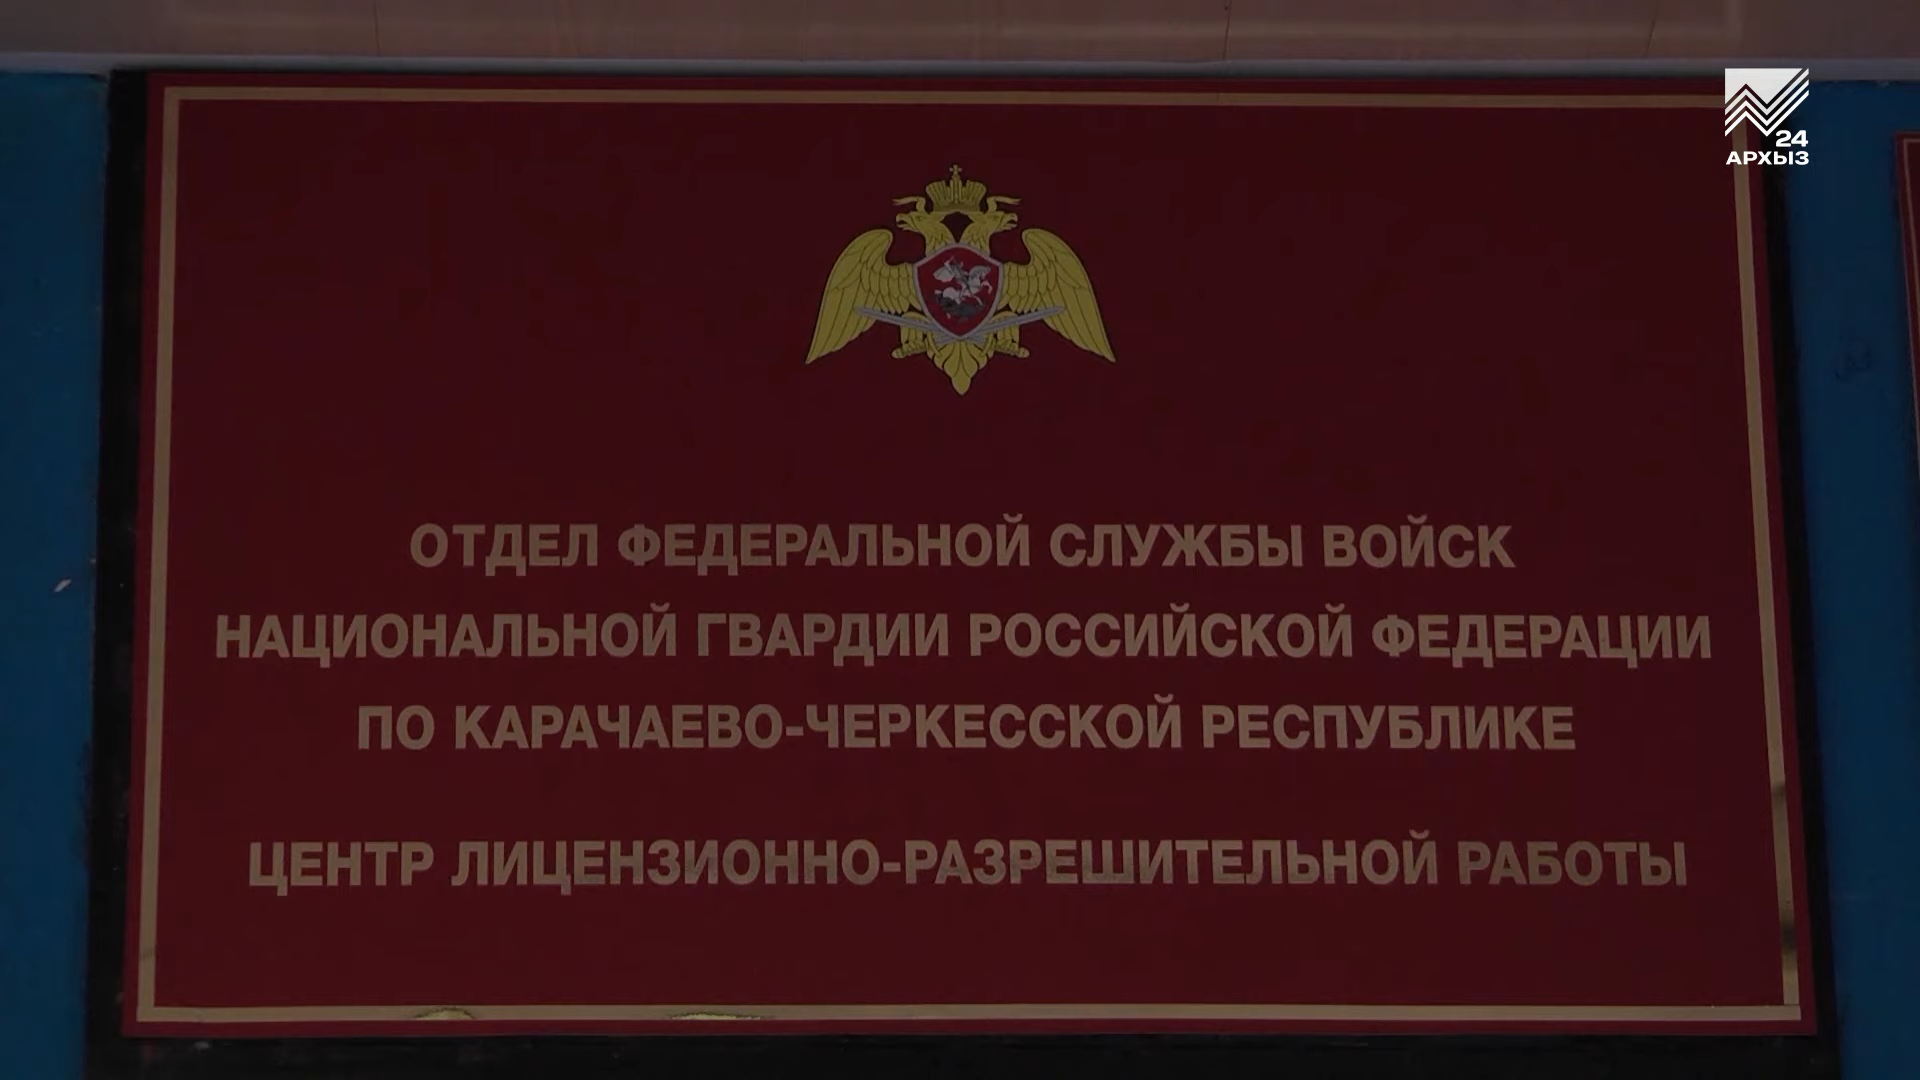 24
АРХЫЗ
ОТДЕЛ ФЕДЕРАЛЬНОЙ СЛУЖБЫ ВОЙСК
НАЦИОНАЛЬНОЙ ГВАРДИИ РОССИЙСКОЙ ФЕДЕРАЦИИ
ПО КАРАЧАЕВО-ЧЕРКЕССКОЙ РЕСПУБЛИКЕ
ЦЕНТР ЛИЦЕНЗИОННО-РАЗРЕШИТЕЛЬНОЙ РАБОТЫ